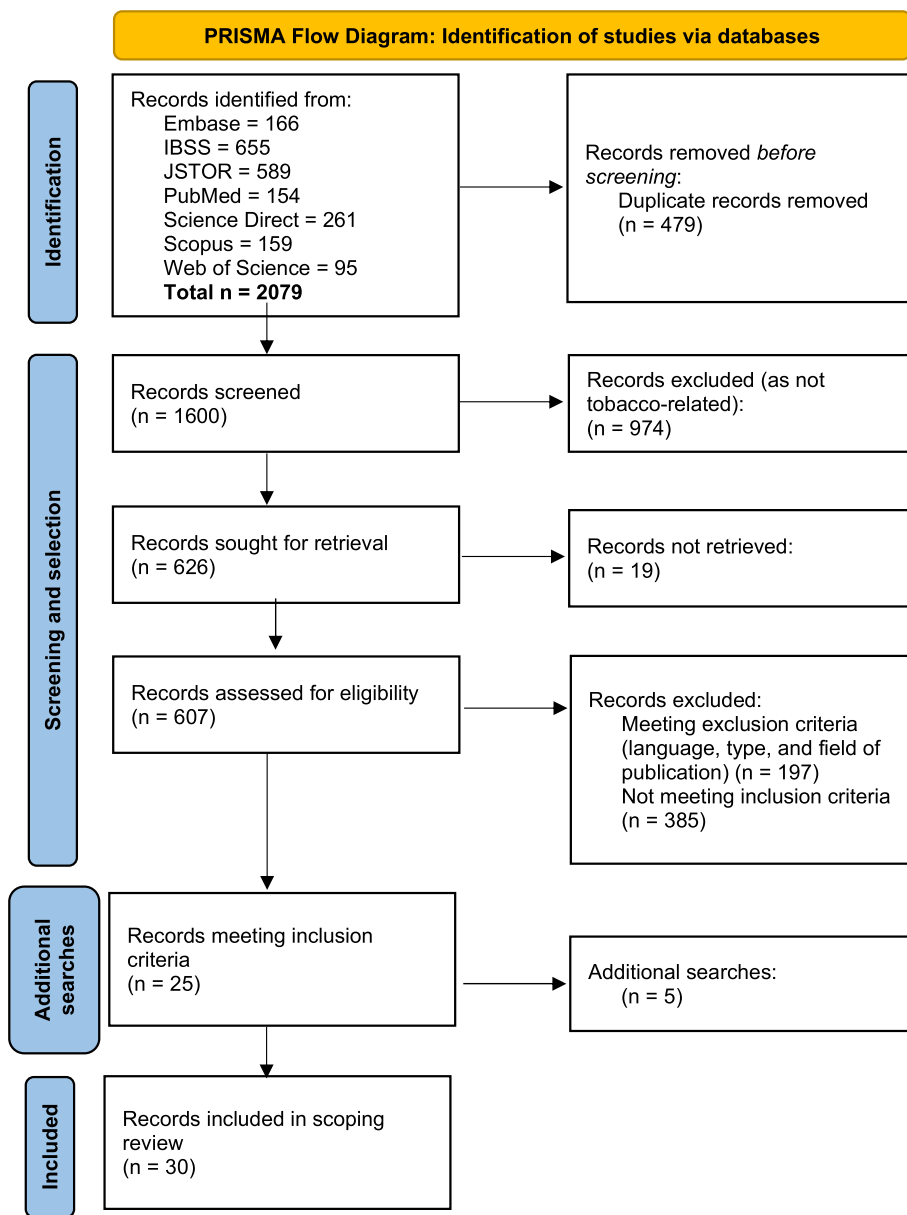 PRISMA Flow Diagram: Identification of studies via databases
Identification
Records identified from:
Embase = 166
IBSS = 655
JSTOR = 589
PubMed = 154
Science Direct = 261
Scopus = 159
Web of Science = 95
Total n = 2079
Records removed before
screening:
Duplicate records removed
(n = 479)
Screening and selection
Records screened
(n = 1600)
Records excluded (as not
tobacco-related):
(n = 974)
Records sought for retrieval
(n = 626)
Records not retrieved:
(n = 19)
Records assessed for eligibility
(n = 607)
Records excluded:
Meeting exclusion criteria
(language, type, and field of
publication) (n = 197)
Not meeting inclusion criteria
(n = 385)
Additional
searches
Records meeting inclusion
criteria
(n = 25)
Additional searches:
(n = 5)
Included
Records included in scoping
review
(n = 30)